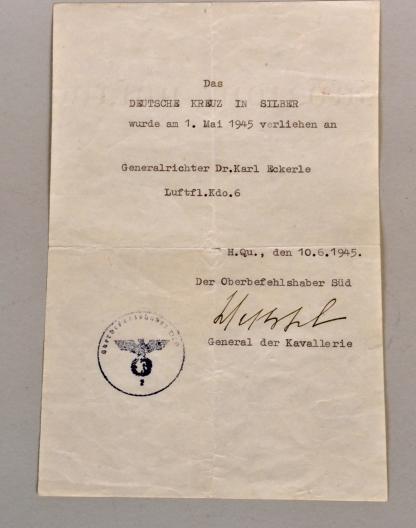 Das
DEUTSCHE KREUZ IN SILBER
wurde am 1. Mai 1945 verliehen an
Generalrichter Dr.Karl Eckerle
Luftfl.Kdo.6
H.Qu., den 10.6.1945.
Der Oberbefehlshaber Süd
General der Kavallerie
2